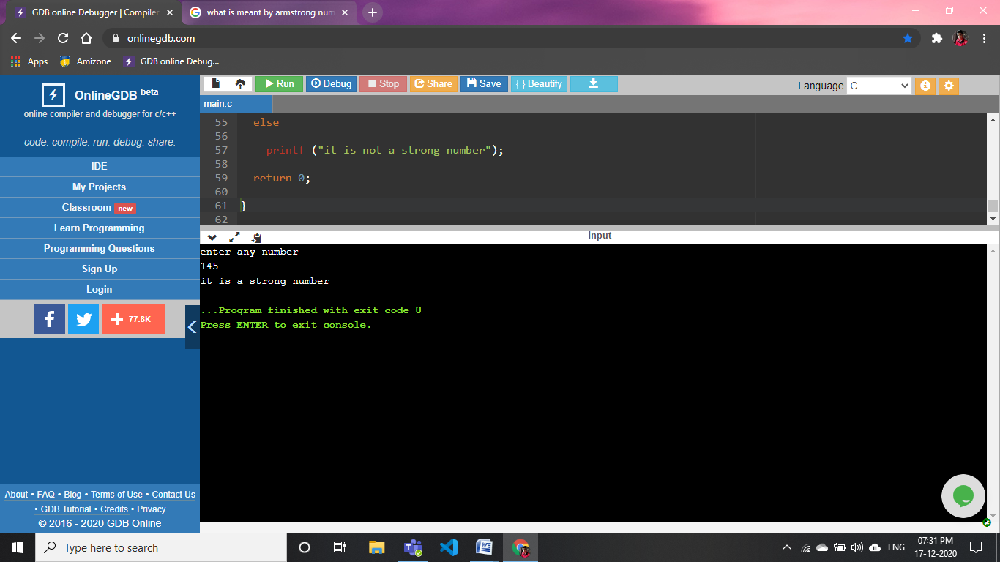 GDB online Debugger | Compiler
what is meant by armstrong num
onlinegdb.com
Apps
Amizone
GDB online Debug...
OnlineGDB beta
online compiler and debugger for c/c++
code. compile. run. debug. share.
IDE
My Projects
Classroom new
Learn Programming
Programming Questions
Sign Up
Login
77.8K
About • FAQ • Blog • Terms of Use • Contact Us
• GDB Tutorial • Credits • Privacy
© 2016 - 2020 GDB Online
Run Debug Stop Share Save { } Beautify
Language C
main.c
55 else
56
57 printf ("it is not a strong number");
58
59 return 0;
60
61 }
62
input
enter any number
145
it is a strong number
...Program finished with exit code 0
Press ENTER to exit console.
Type here to search
ENG
07:31 PM
17-12-2020